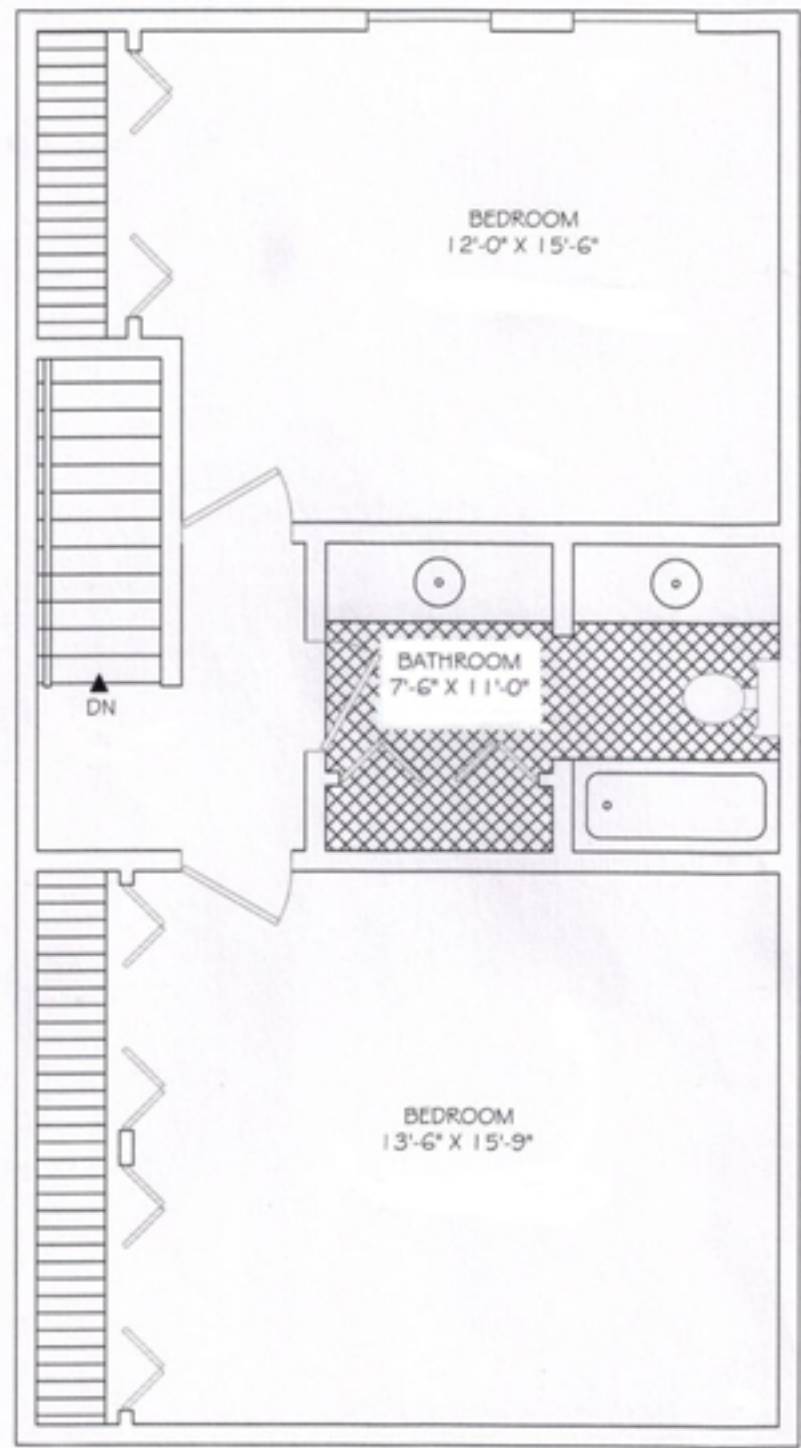 BEDROOM
12'-0" X 15'-6"
BATHROOM
7'-6" X 11'-0"
DN
BEDROOM
13'-6" X 15'-9"